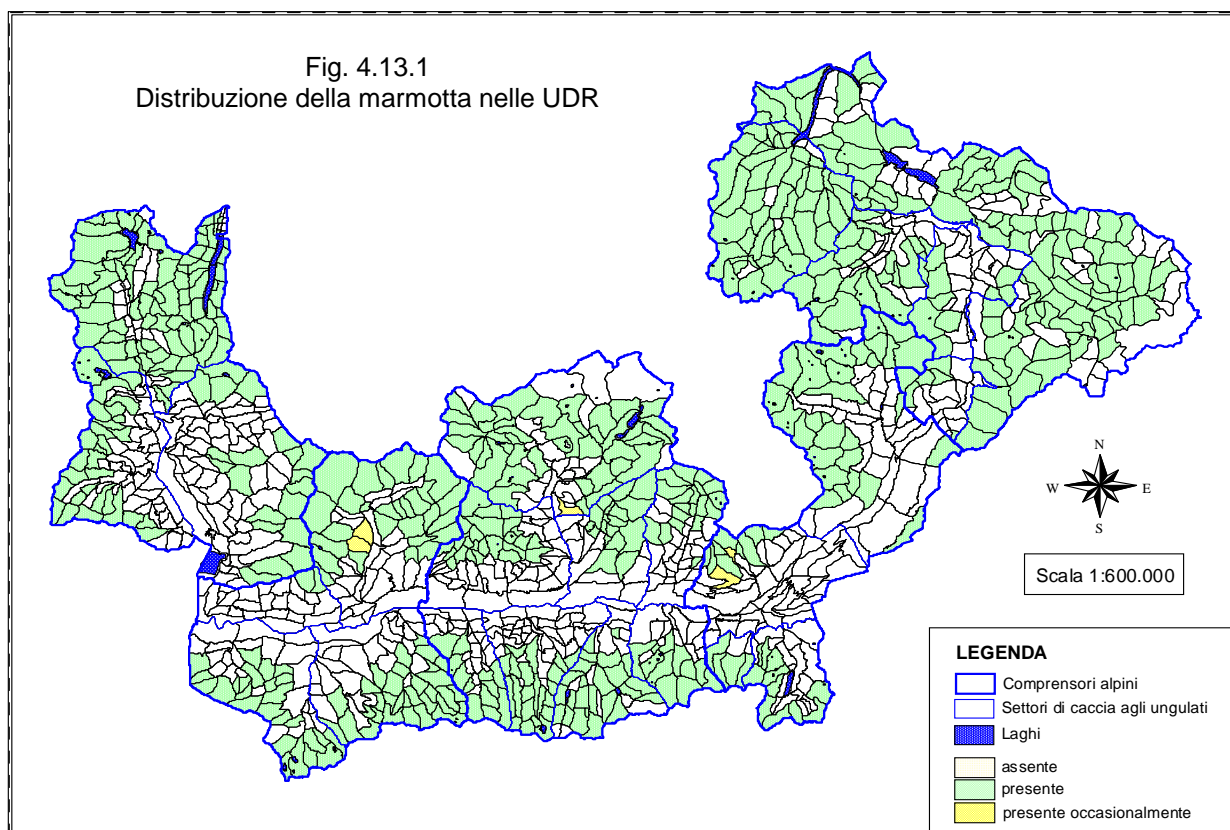 Fig. 4.13.1
Distribuzione della marmotta nelle UDR
N
W E
S
Scala 1:600.000
LEGENDA
Comprensori alpini
Settori di caccia agli ungulati
Laghi
assente
presente
presente occasionalmente